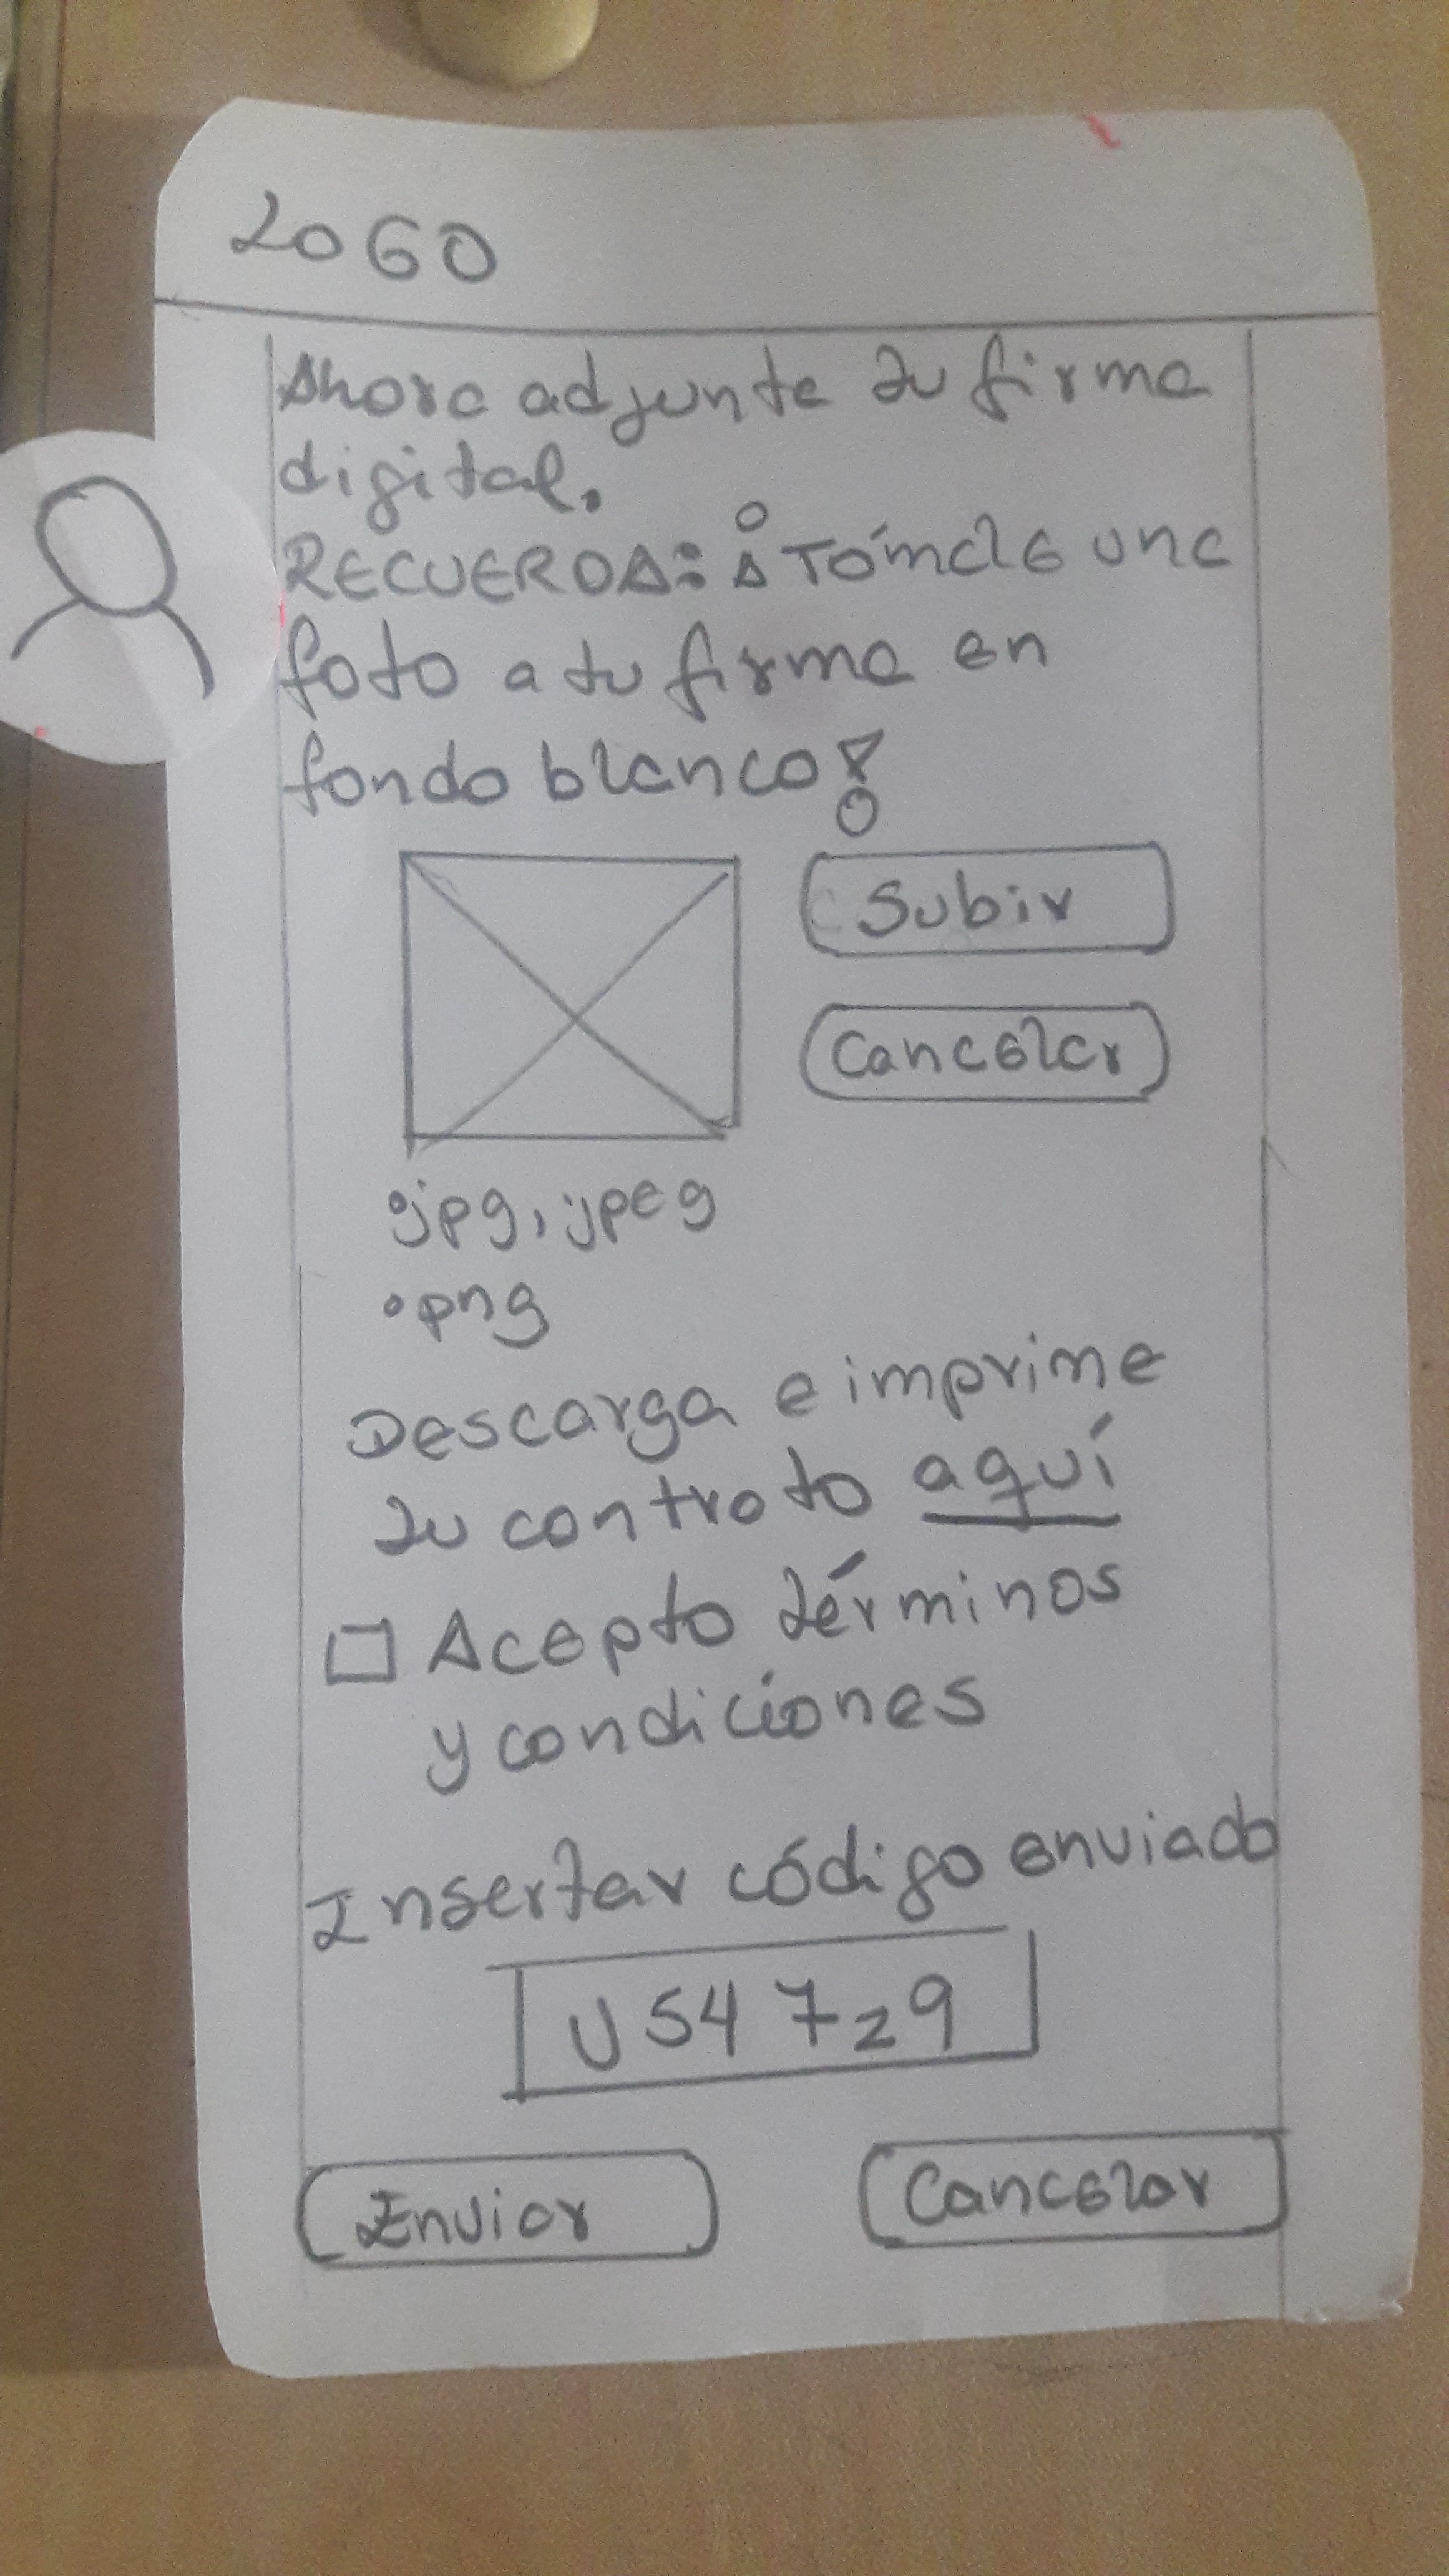 LOGO
Ahora adjunte tu firma
digital.
RECUERDA: ¡Tómale una
foto a tu firma en
fondo blanco!
Subir
Cancelar
.jpg, jpeg
.png
Descarga e imprime
tu contrato aquí
Acepto términos
y condiciones
Insertar código enviado
U54729
Enviar
Cancelar